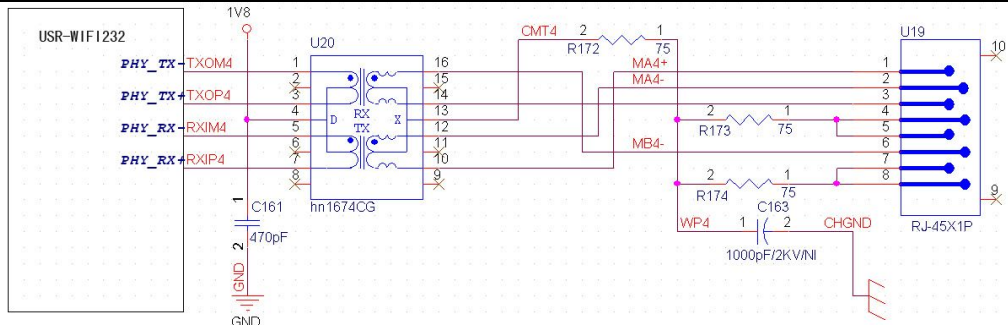 USR-WIFI232
PHY_TX-
TXOM4
PHY_TX+
TXOP4
PHY_RX-
RXIM4
PHY_RX+
RXIP4
1V8
U20
1
2
3
4
5
6
7
8
D
RX
TX
X
16
15
14
13
12
11
10
9
hn1674CG
1
C161
470pF
2
GND
GND
CMT4
2
1
R172
75
MA4+
MA4-
2
1
R173
75
MB4-
2
1
R174
75
WP4
1
C163
2
CHGND
1000pF/2KV/NI
U19
1
2
3
4
5
6
7
8
10
9
RJ-45X1P